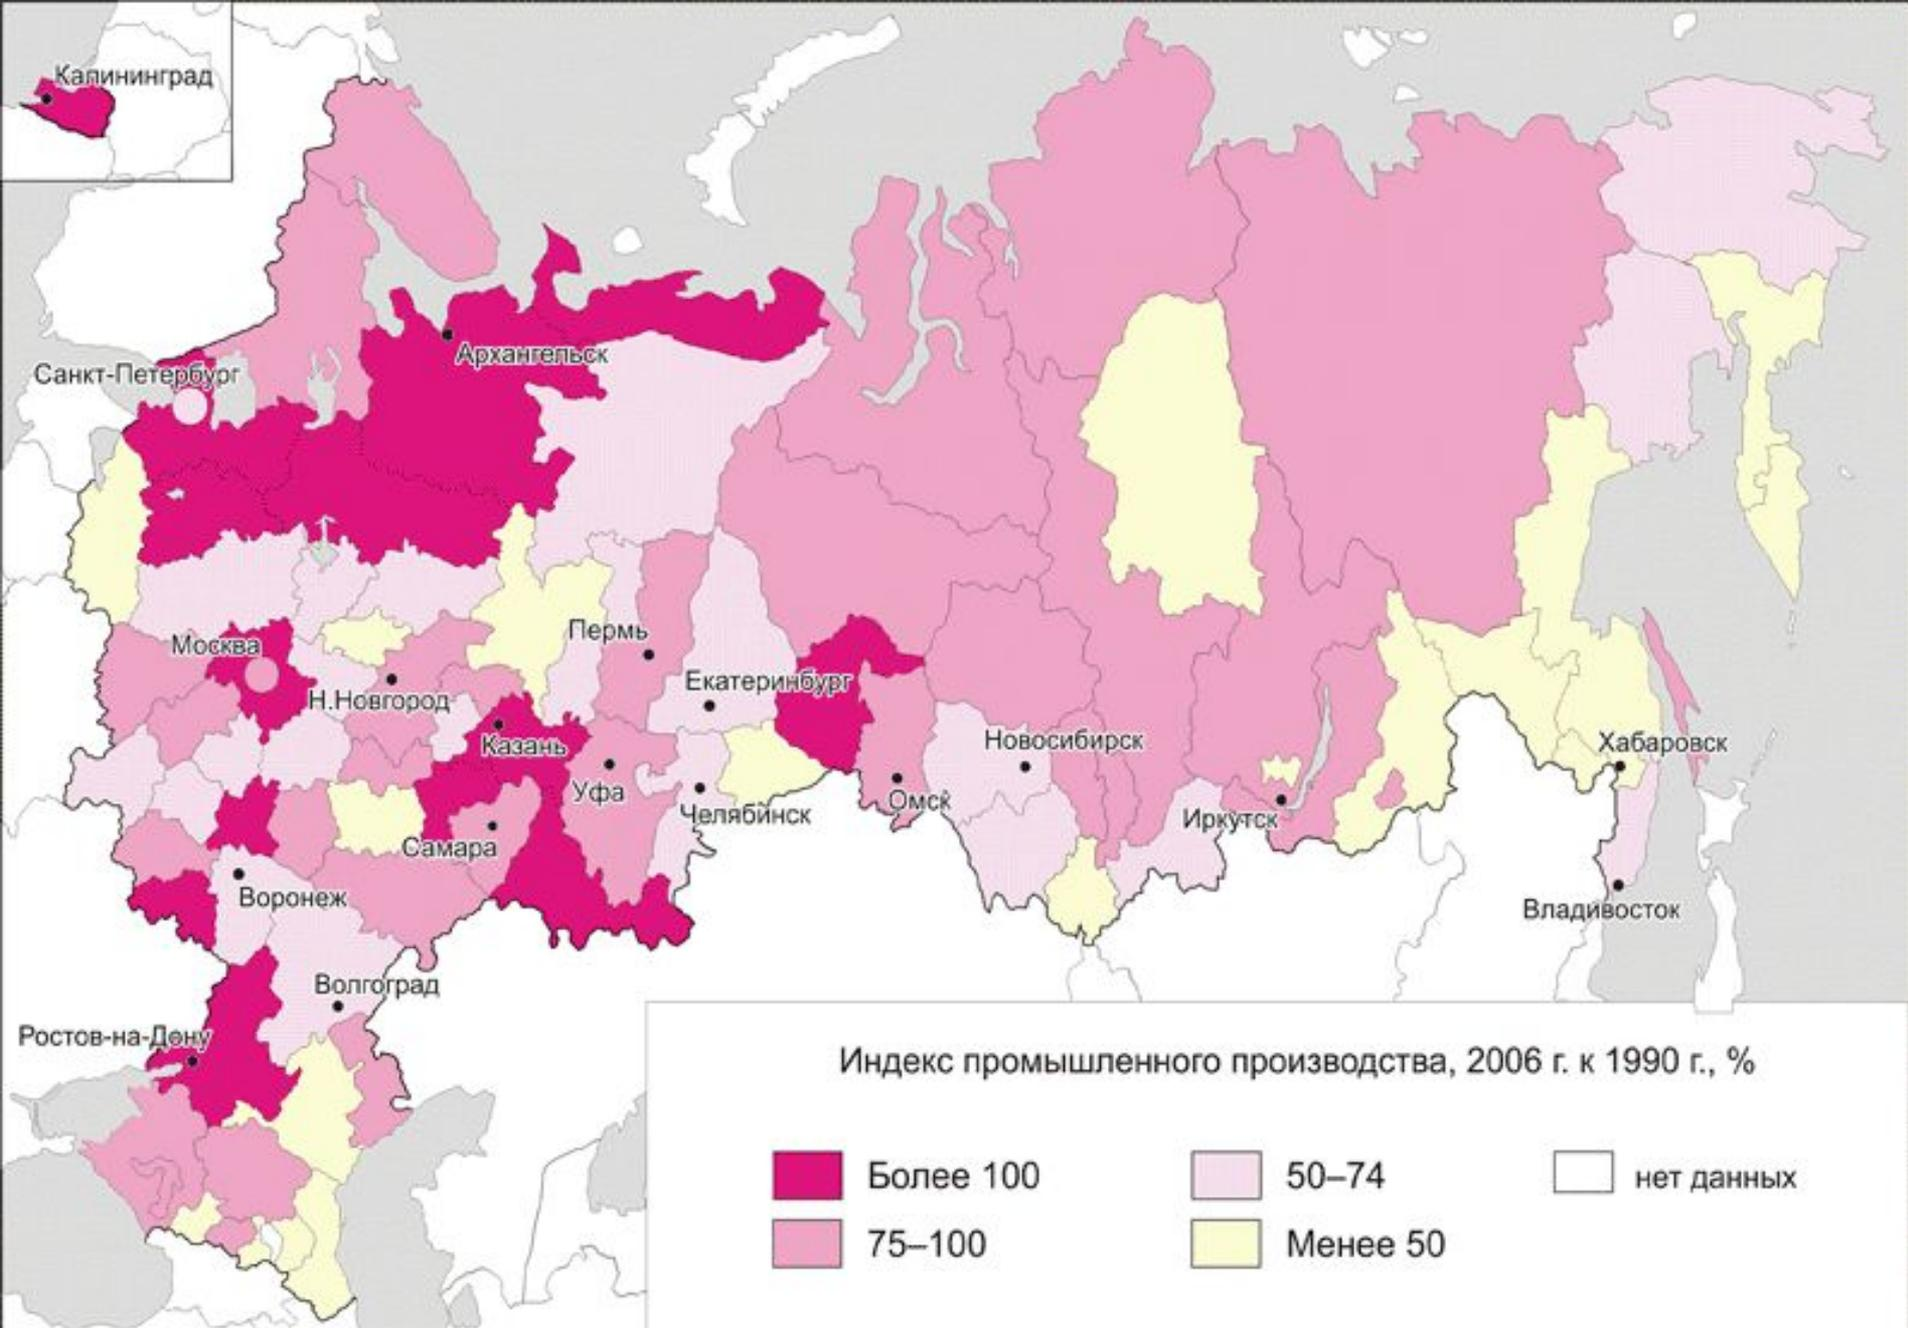 Калининград
Архангельск
Санкт-Петербург
Москва
Пермь
Екатеринбург
Н.Новгород
Казань
Новосибирск
Хабаровск
Уфа
Челябинск
Омск
Иркутск
Самара
Воронеж
Владивосток
Волгоград
Ростов-на-Дону
Индекс промышленного производства, 2006 г. к 1990 г., %
Более 100
50–74
нет данных
75–100
Менее 50